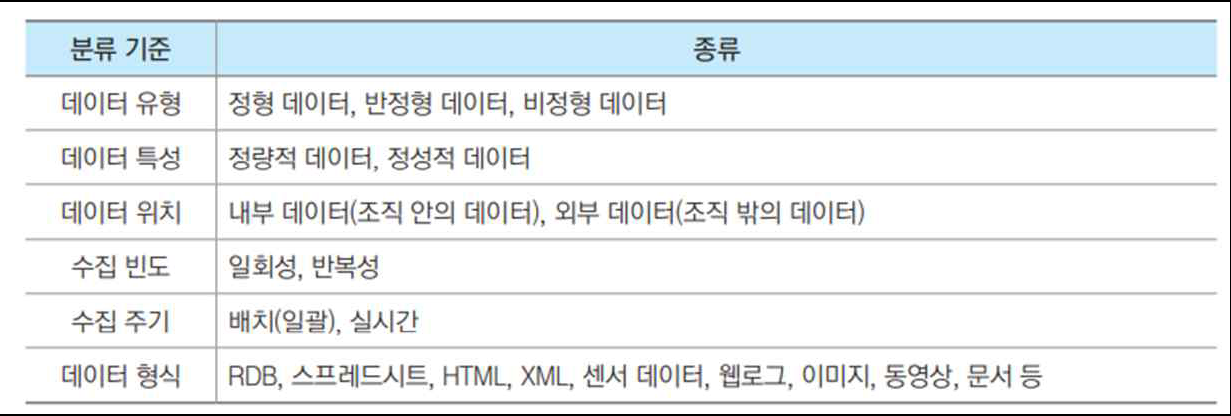 분류 기준 종류
데이터 유형 정형 데이터, 반정형 데이터, 비정형 데이터
데이터 특성 정량적 데이터, 정성적 데이터
데이터 위치 내부 데이터(조직 안의 데이터), 외부 데이터(조직 밖의 데이터)
수집 빈도 일회성, 반복성
수집 주기 배치(일괄), 실시간
데이터 형식 RDB, 스프레드시트, HTML, XML, 센서 데이터, 웹로그, 이미지, 동영상, 문서 등